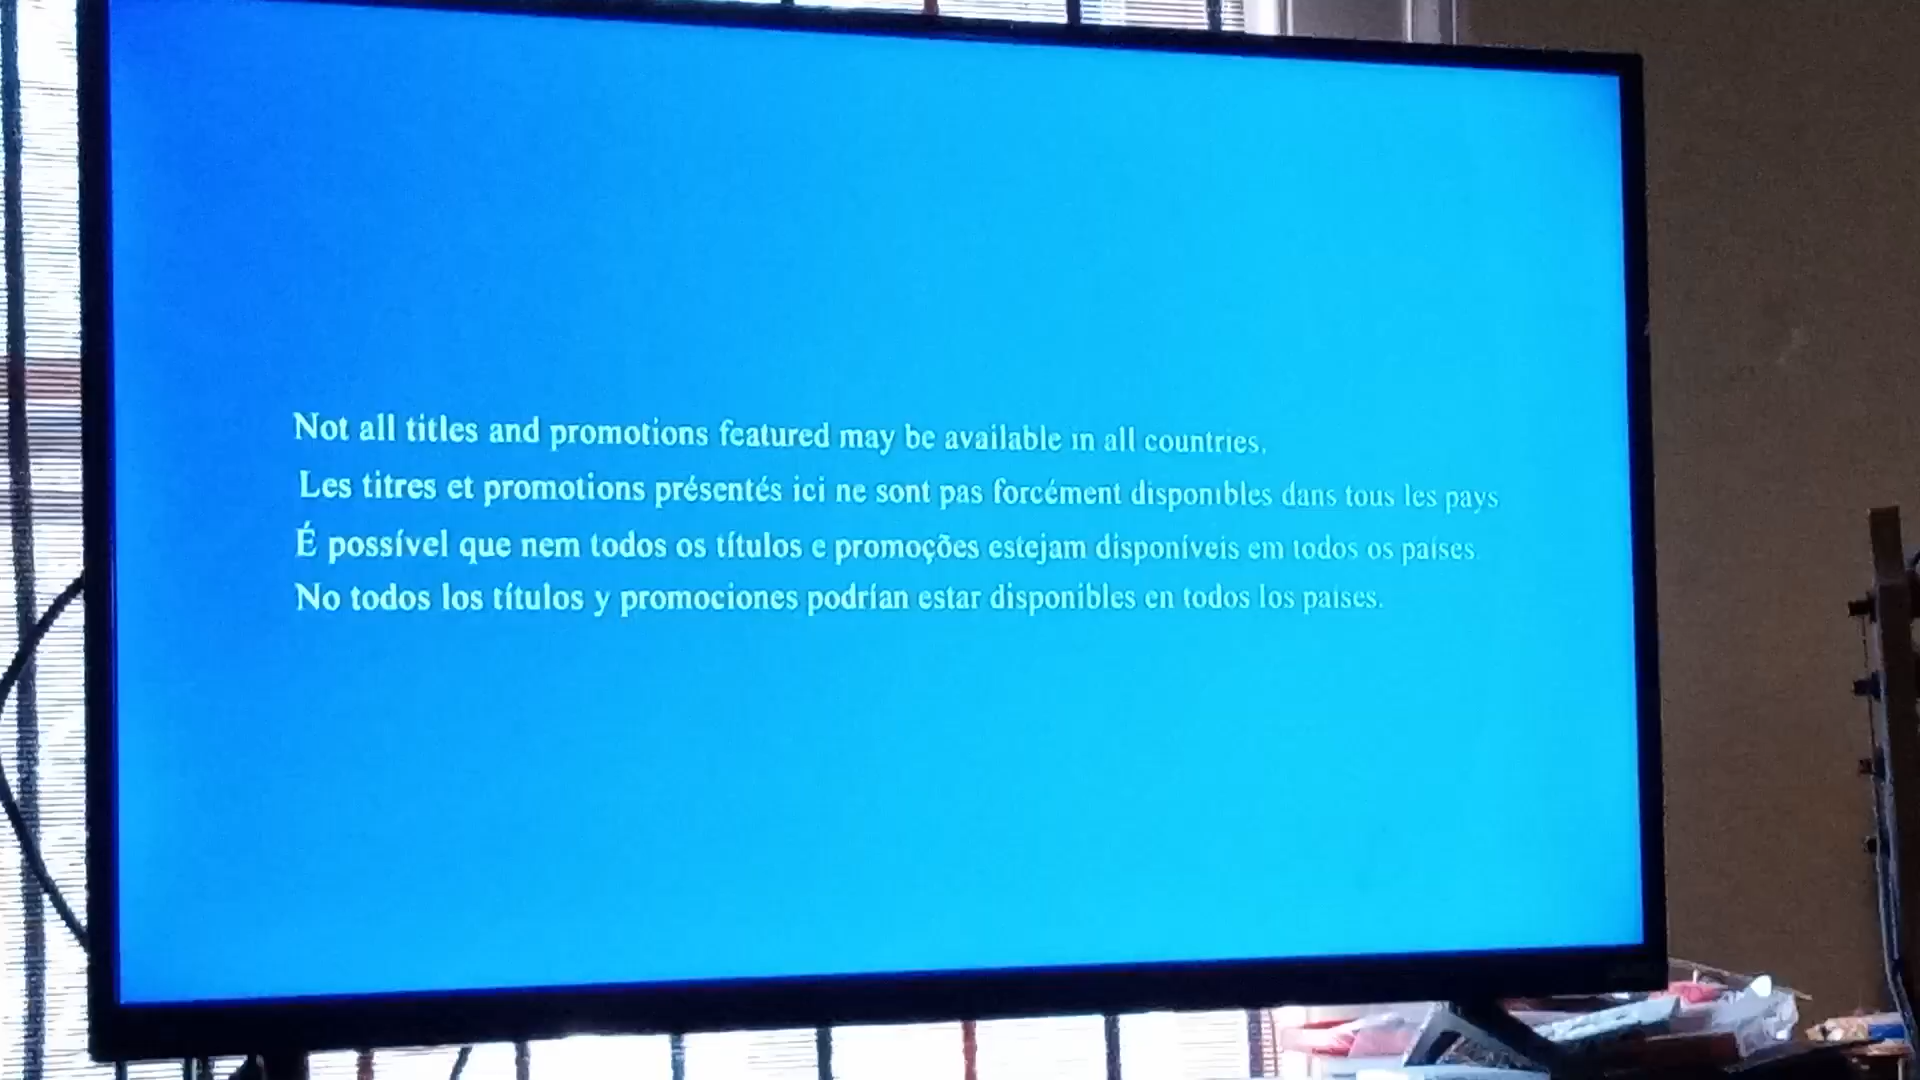 Not all titles and promotions featured may be available in all countries.
Les titres et promotions présentés ici ne sont pas forcément disponibles dans tous les pays
É possível que nem todos os títulos e promoções estejam disponíveis em todos os países.
No todos los títulos y promociones podrían estar disponibles en todos los países.